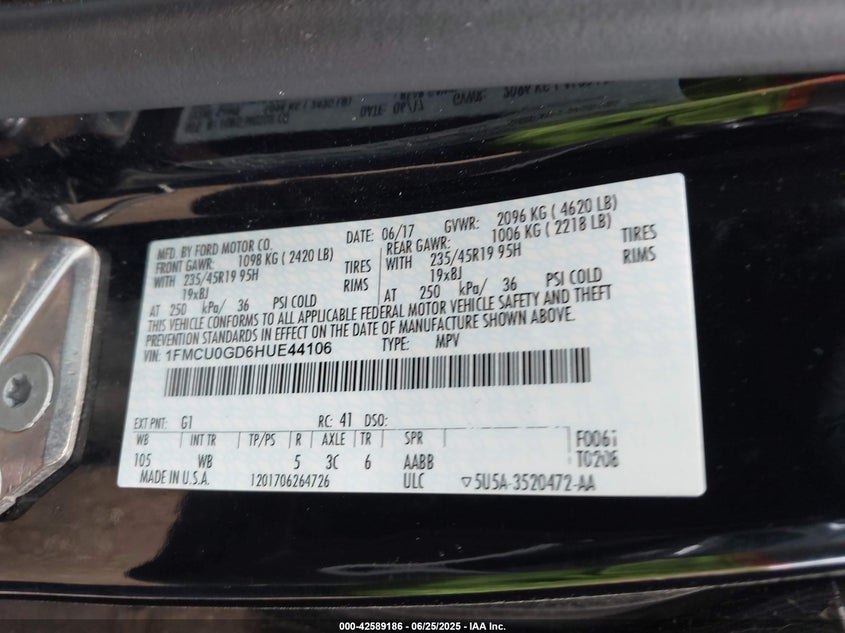 MFD. BY FORD MOTOR CO. DATE: 06/17 GVWR: 2096 KG ( 4620 LB)
FRONT GAWR: 1098 KG ( 2420 LB) REAR GAWR: 1006 KG ( 2218 LB)
WITH 235/45R19 95H TIRES WITH 235/45R19 95H TIRES
19x8J RIMS 19x8J RIMS
AT 250 kPa/ 36 PSI COLD AT 250 kPa/ 36 PSI COLD
THIS VEHICLE CONFORMS TO ALL APPLICABLE FEDERAL MOTOR VEHICLE SAFETY AND THEFT
PREVENTION STANDARDS IN EFFECT ON THE DATE OF MANUFACTURE SHOWN ABOVE.
VIN: 1FMCU0GD6HUE44106 TYPE: MPV
EXT PNT: G1 RC: 41 DSO: F0061
WB INT TR TP/PS R AXLE TR SPR T0206
105 WB 5 3C 6 AABB
MADE IN U.S.A. 1201706264726 ULC ▽5U5A-3520472-AA
000-42589186 - 06/25/2025 - IAA Inc.